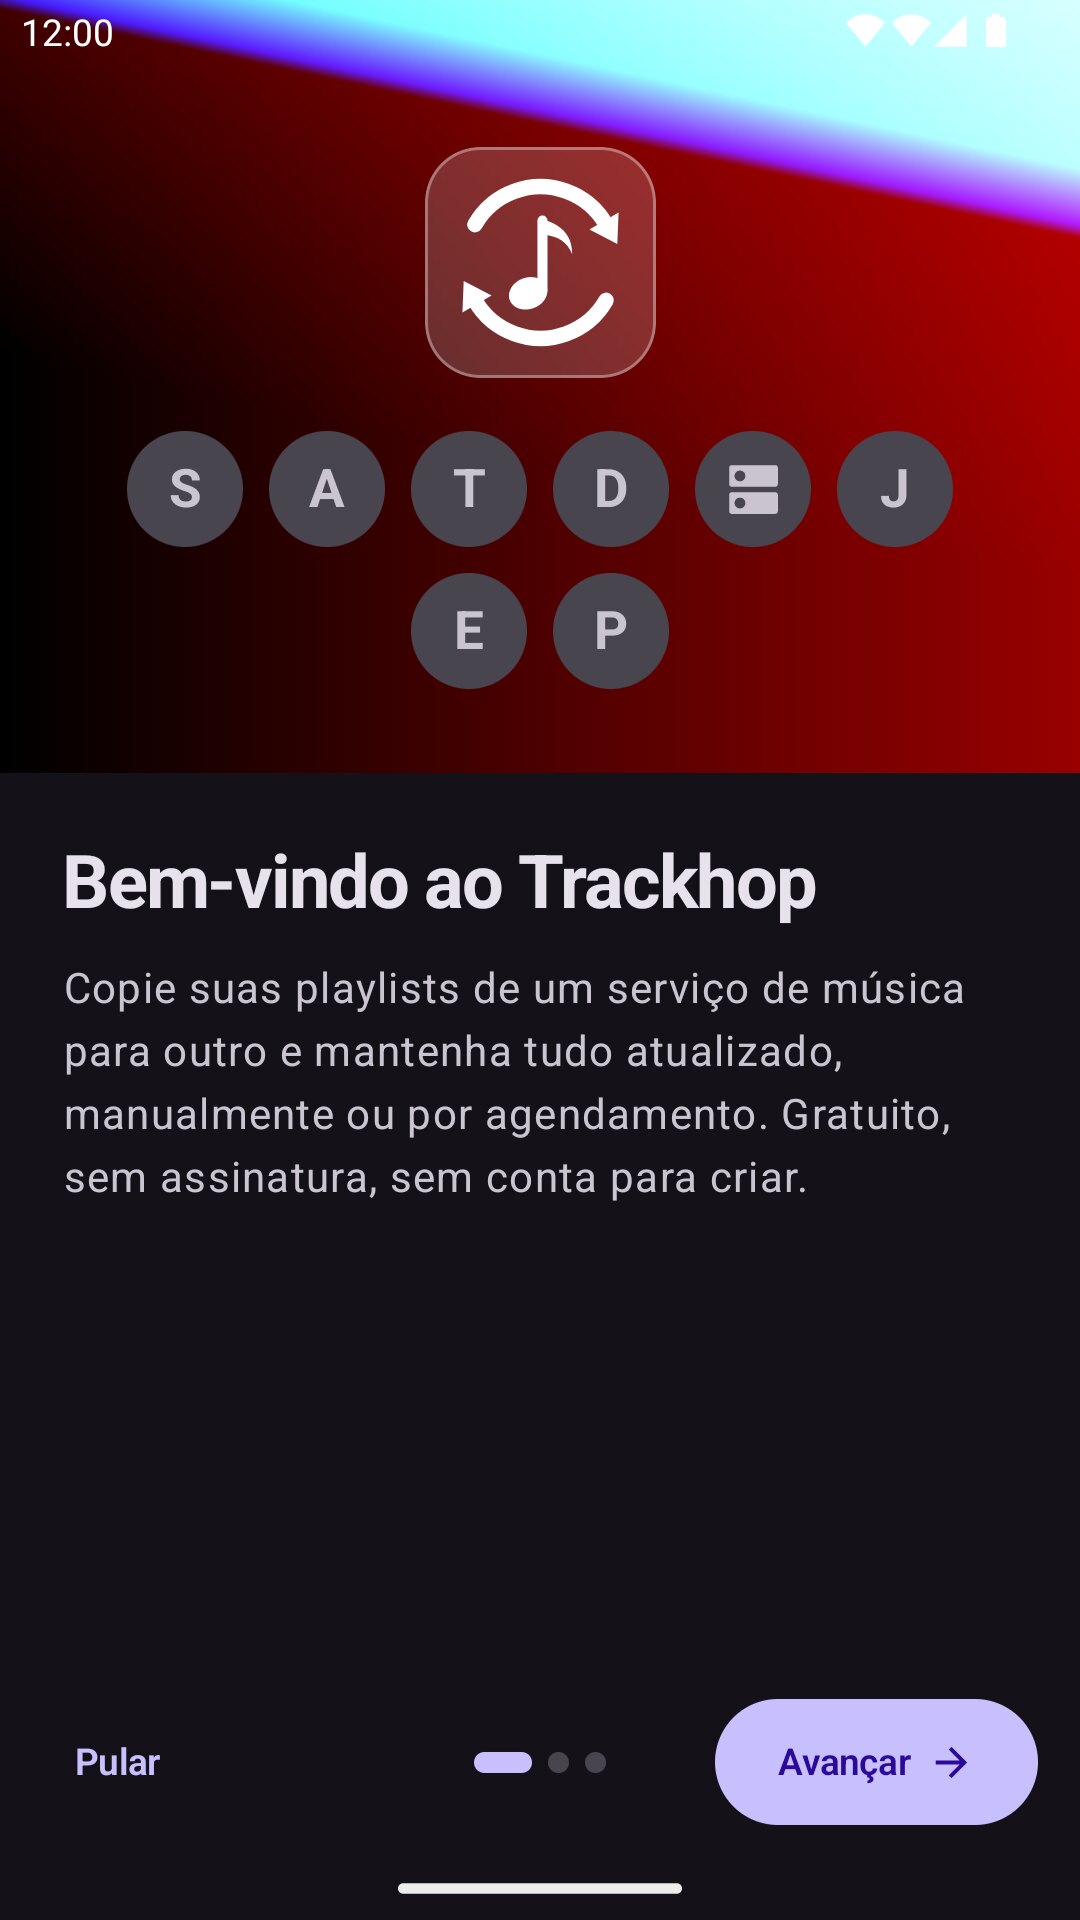 12:00
S A T D J
E P
Bem-vindo ao Trackhop
Copie suas playlists de um serviço de música
para outro e mantenha tudo atualizado,
manualmente ou por agendamento. Gratuito,
sem assinatura, sem conta para criar.
Pular
Avançar